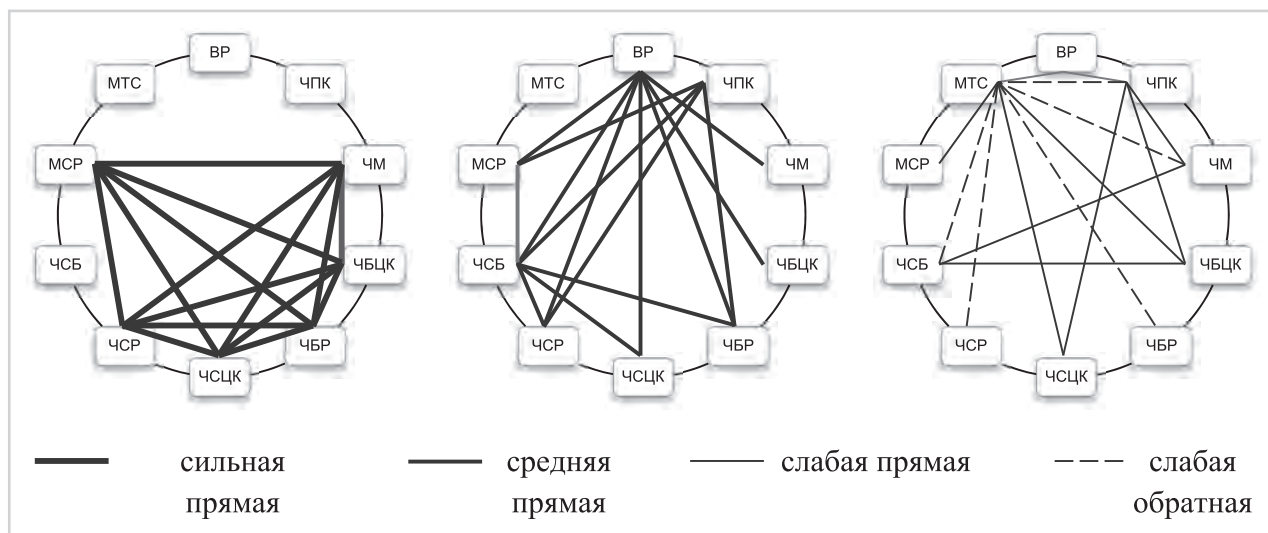 ВР
МТС
ЧПК
МСР
ЧМ
ЧСБ
ЧБЦК
ЧСР
ЧБР
ЧСЦК
ВР
МТС
ЧПК
МСР
ЧМ
ЧСБ
ЧБЦК
ЧСР
ЧБР
ЧСЦК
ВР
МТС
ЧПК
МСР
ЧМ
ЧСБ
ЧБЦК
ЧСР
ЧБР
ЧСЦК
сильная
прямая
средняя
прямая
слабая прямая
слабая
обратная